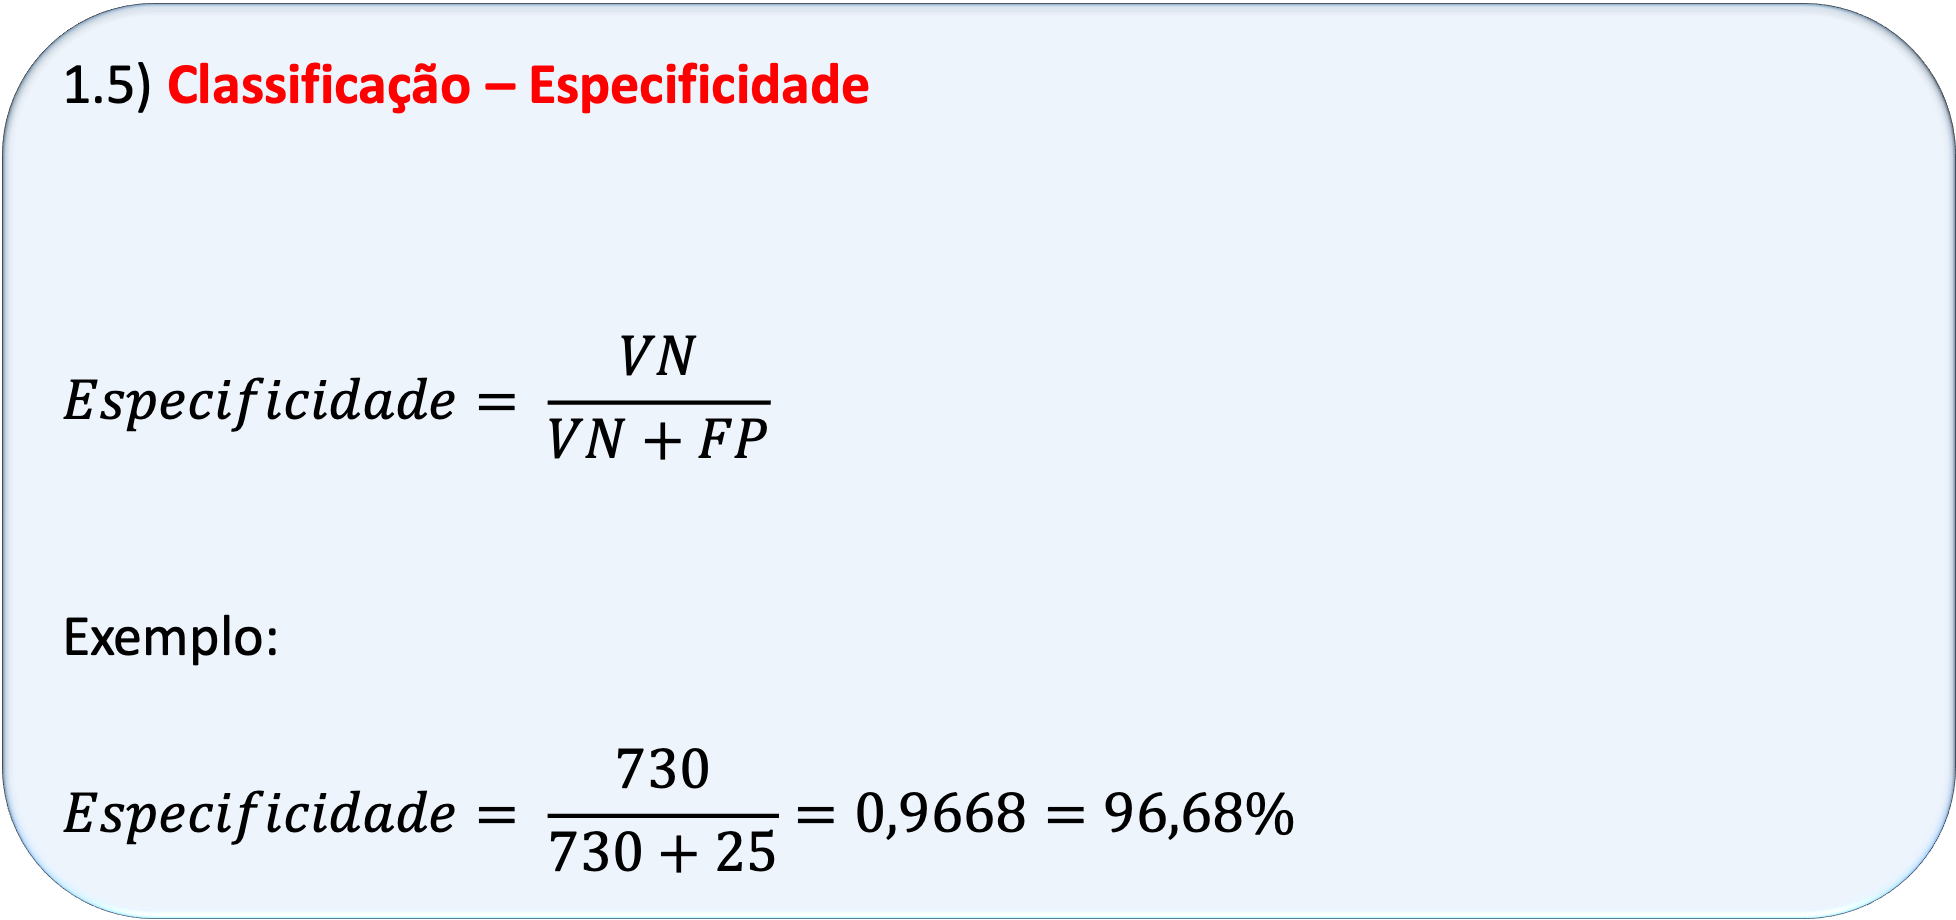 1.5) Classificação – Especificidade
Especificidade = VN / VN + FP
Exemplo:
Especificidade = 730 / 730 + 25 = 0,9668 = 96,68%